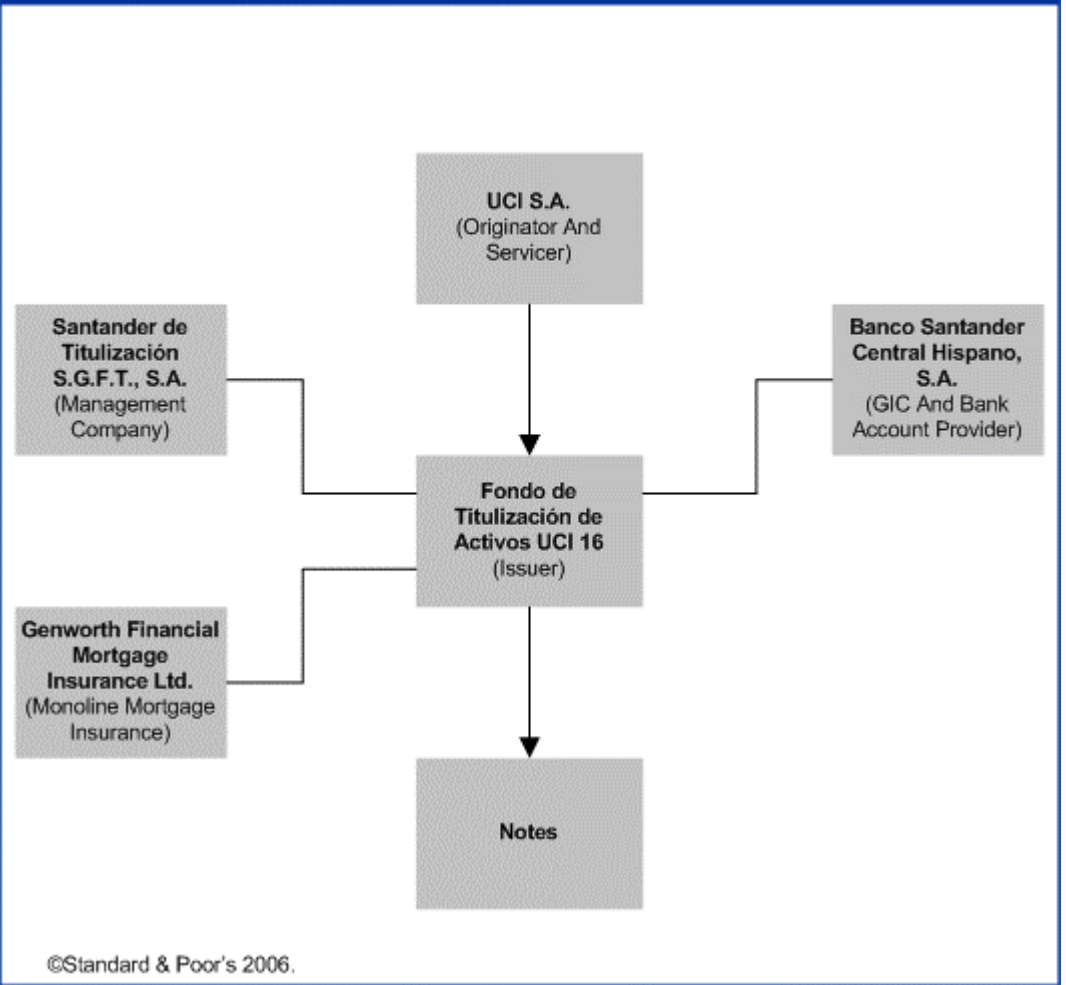 UCI S.A.
(Originator And
Servicer)
Santander de
Titulización
S.G.F.T., S.A.
(Management
Company)
Banco Santander
Central Hispano,
S.A.
(GIC And Bank
Account Provider)
Fondo de
Titulización de
Activos UCI 16
(Issuer)
Genworth Financial
Mortgage
Insurance Ltd.
(Monoline Mortgage
Insurance)
Notes
©Standard & Poor's 2006.